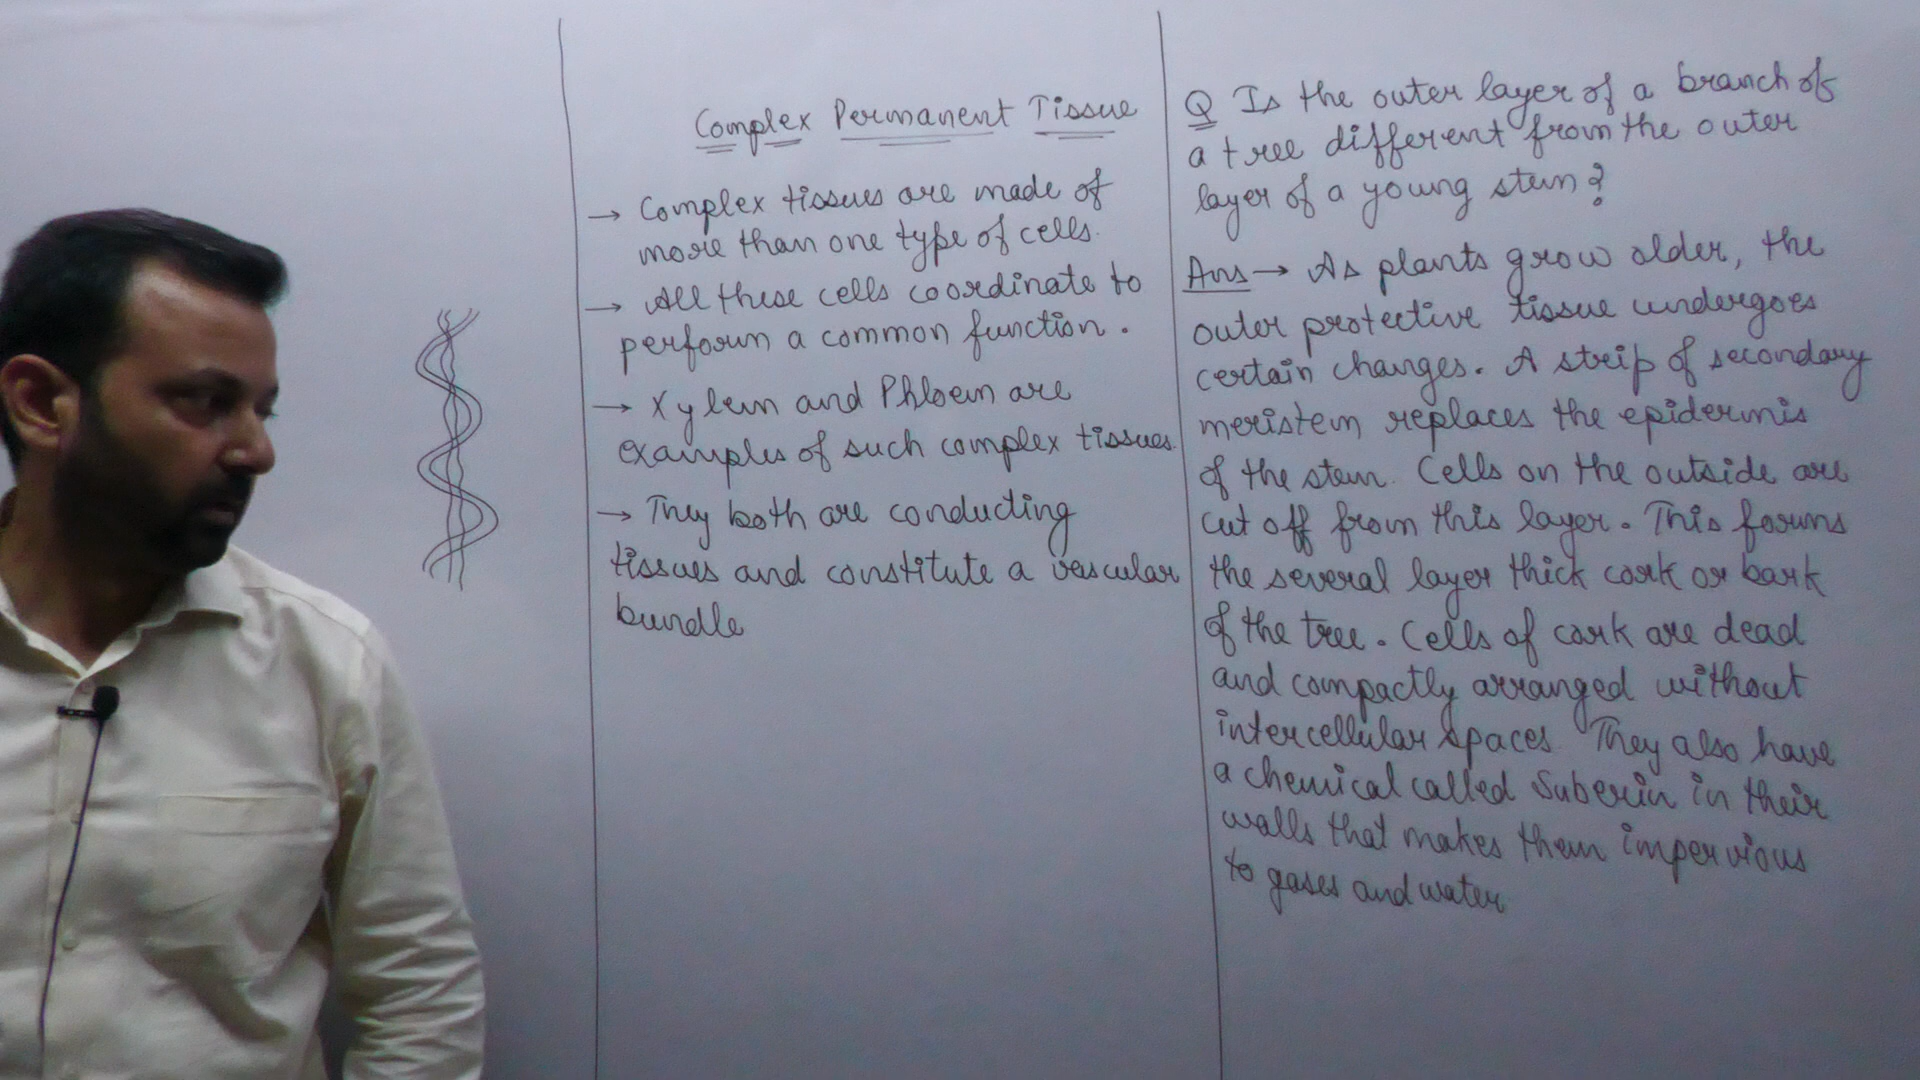 Complex Permanent Tissue
→ Complex tissues are made of
more than one type of cells.
→ All these cells coordinate to
perform a common function.
→ Xylem and Phloem are
examples of such complex tissues.
→ They both are conducting
tissues and constitute a vascular
bundle
Q Is the outer layer of a branch of
a tree different from the outer
layer of a young stem?
Ans → As plants grow older, the
outer protective tissue undergoes
certain changes. A strip of secondary
meristem replaces the epidermis
of the stem. Cells on the outside are
cut off from this layer. This forms
the several layer thick cork or bark
of the tree. Cells of cork are dead
and compactly arranged without
intercellular spaces. They also have
a chemical called Suberin in their
walls that makes them impervious
to gases and water